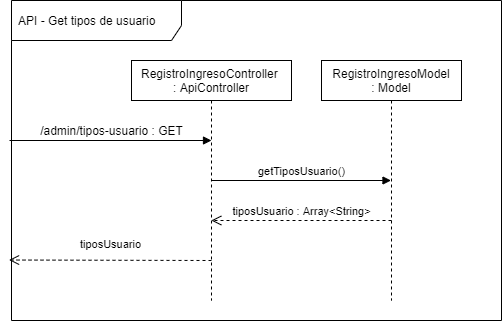 API - Get tipos de usuario
RegistroIngresoController
: ApiController
RegistroIngresoModel
: Model
/admin/tipos-usuario : GET
getTiposUsuario()
tiposUsuario : Array<String>
tiposUsuario